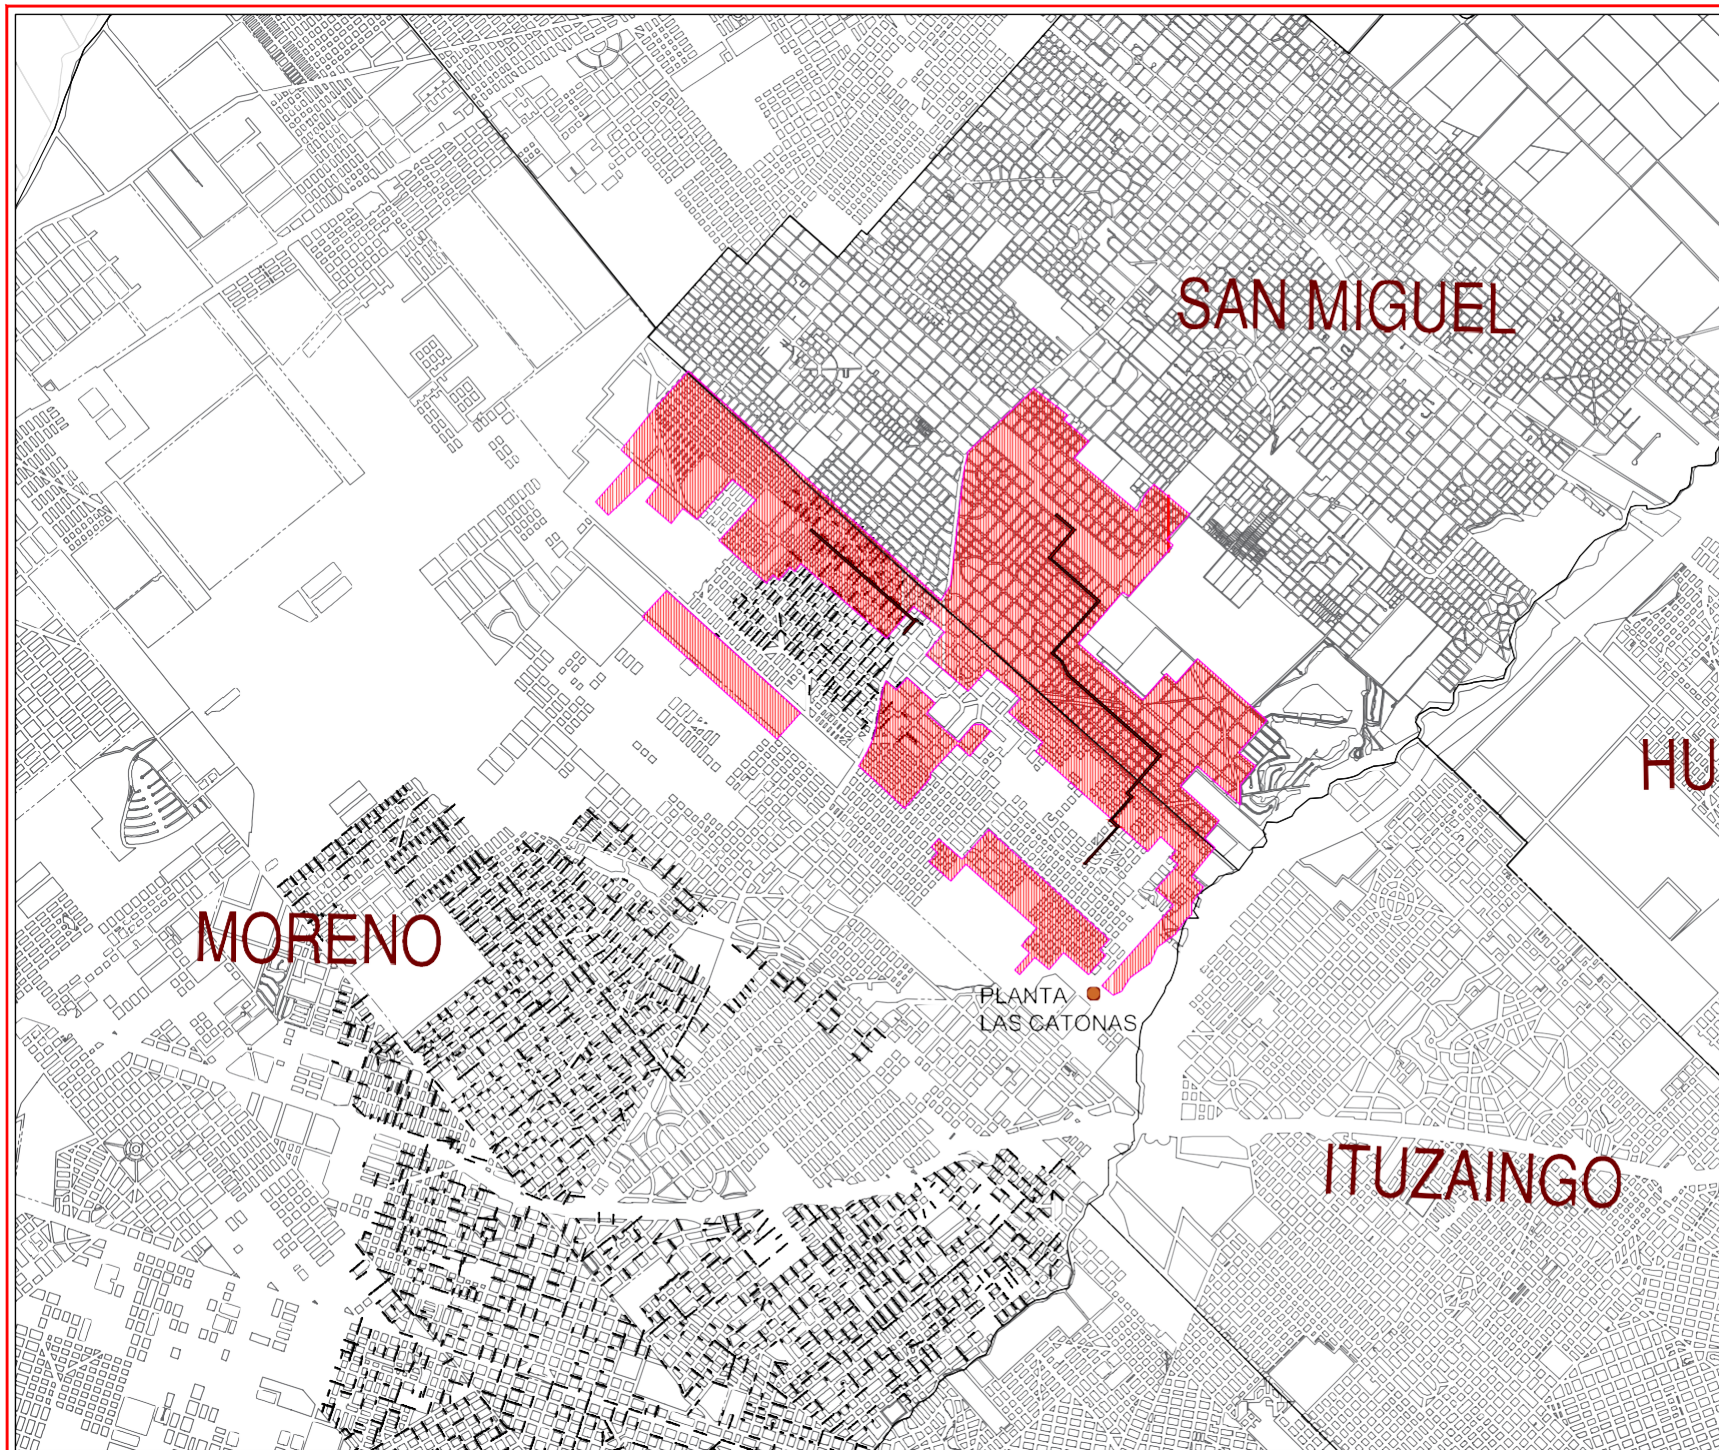 SAN MIGUEL
HU
MORENO
PLANTA
LAS CATONAS
ITUZAINGO